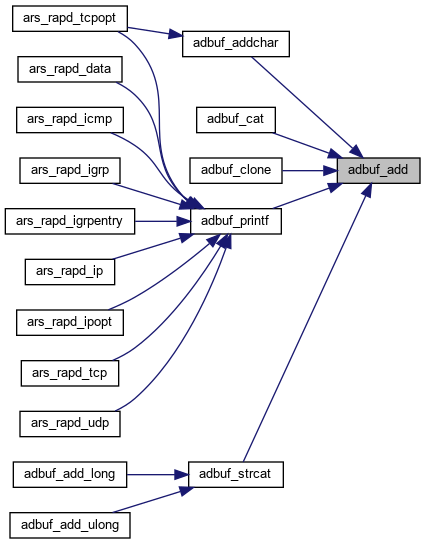 ars_rapd_tcpopt
adbuf_addchar
ars_rapd_data
ars_rapd_icmp
adbuf_cat
ars_rapd_igrp
adbuf_clone
adbuf_add
ars_rapd_igrpentry
adbuf_printf
ars_rapd_ip
ars_rapd_ipopt
ars_rapd_tcp
ars_rapd_udp
adbuf_add_long
adbuf_strcat
adbuf_add_ulong